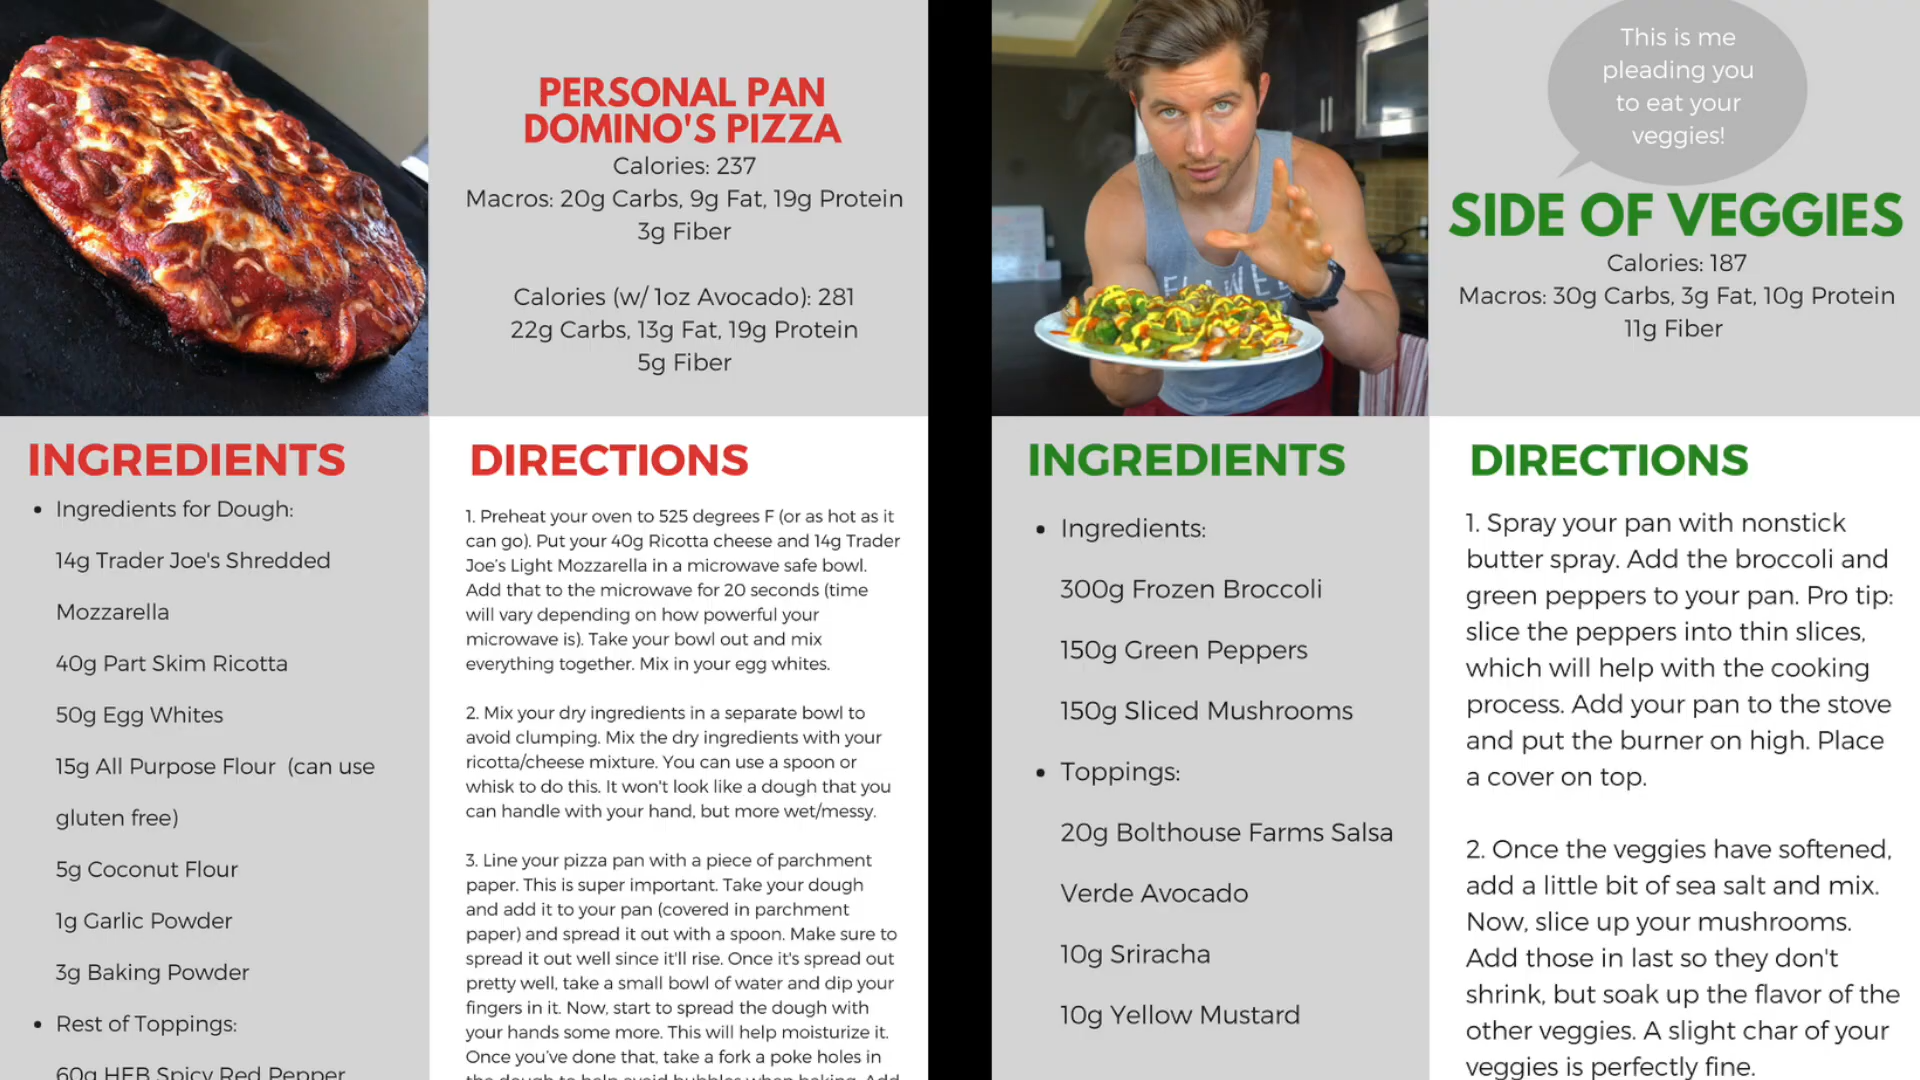 PERSONAL PAN
DOMINO'S PIZZA
Calories: 237
Macros: 20g Carbs, 9g Fat, 19g Protein
3g Fiber
Calories (w/ 1oz Avocado): 281
22g Carbs, 13g Fat, 19g Protein
5g Fiber
INGREDIENTS
• Ingredients for Dough:
14g Trader Joe's Shredded
Mozzarella
40g Part Skim Ricotta
50g Egg Whites
15g All Purpose Flour (can use
gluten free)
5g Coconut Flour
1g Garlic Powder
3g Baking Powder
• Rest of Toppings:
60g HEB Spicy Red Pepper
DIRECTIONS
1. Preheat your oven to 525 degrees F (or as hot as it
can go). Put your 40g Ricotta cheese and 14g Trader
Joe's Light Mozzarella in a microwave safe bowl.
Add that to the microwave for 20 seconds (time
will vary depending on how powerful your
microwave is). Take your bowl out and mix
everything together. Mix in your egg whites.
2. Mix your dry ingredients in a separate bowl to
avoid clumping. Mix the dry ingredients with your
ricotta/cheese mixture. You can use a spoon or
whisk to do this. It won't look like a dough that you
can handle with your hand, but more wet/messy.
3. Line your pizza pan with a piece of parchment
paper. This is super important. Take your dough
and add it to your pan (covered in parchment
paper) and spread it out with a spoon. Make sure to
spread it out well since it'll rise. Once it's spread out
pretty well, take a small bowl of water and dip your
fingers in it. Now, start to spread the dough with
your hands some more. This will help moisturize it.
Once you've done that, take a fork a poke holes in
the dough to help avoid bubbles when baking. Add
This is me
pleading you
to eat your
veggies!
SIDE OF VEGGIES
Calories: 187
Macros: 30g Carbs, 3g Fat, 10g Protein
11g Fiber
INGREDIENTS
• Ingredients:
300g Frozen Broccoli
150g Green Peppers
150g Sliced Mushrooms
• Toppings:
20g Bolthouse Farms Salsa
Verde Avocado
10g Sriracha
10g Yellow Mustard
DIRECTIONS
1. Spray your pan with nonstick
butter spray. Add the broccoli and
green peppers to your pan. Pro tip:
slice the peppers into thin slices,
which will help with the cooking
process. Add your pan to the stove
and put the burner on high. Place
a cover on top.
2. Once the veggies have softened,
add a little bit of sea salt and mix.
Now, slice up your mushrooms.
Add those in last so they don't
shrink, but soak up the flavor of the
other veggies. A slight char of your
veggies is perfectly fine.